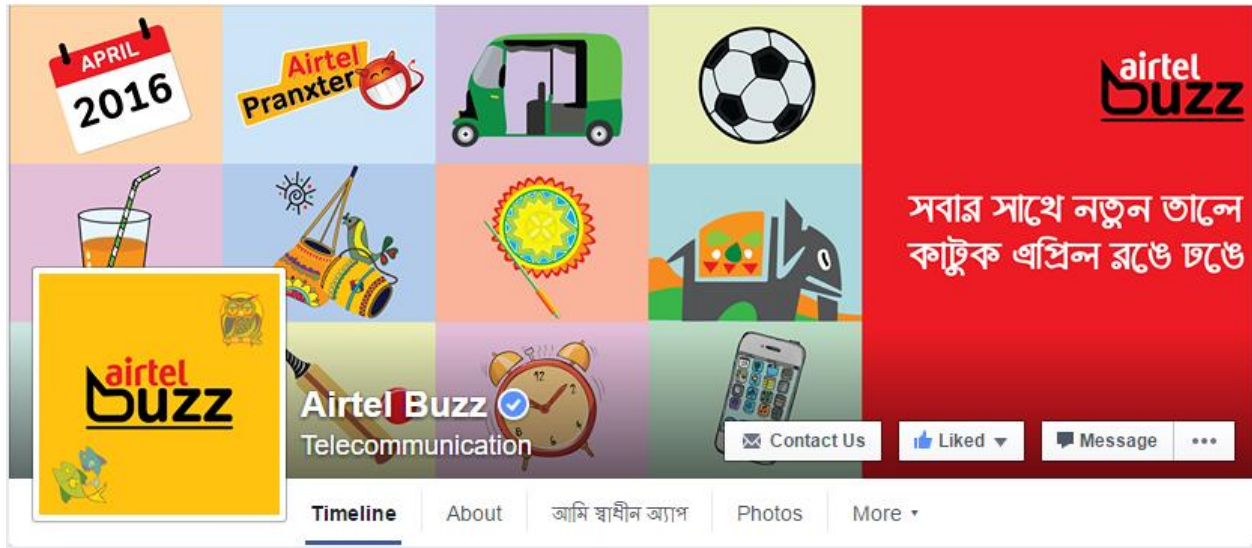 APRIL
2016
Airtel
Pranxter
airtel
buzz
সবার সাথে নতুন তালে
কাটুক এপ্রিল রঙে ঢঙে
airtel
buzz
12
Airtel Buzz
Telecommunication
Contact Us
Liked
Message
Timeline
About
আমি স্বাধীন অ্যাপ
Photos
More